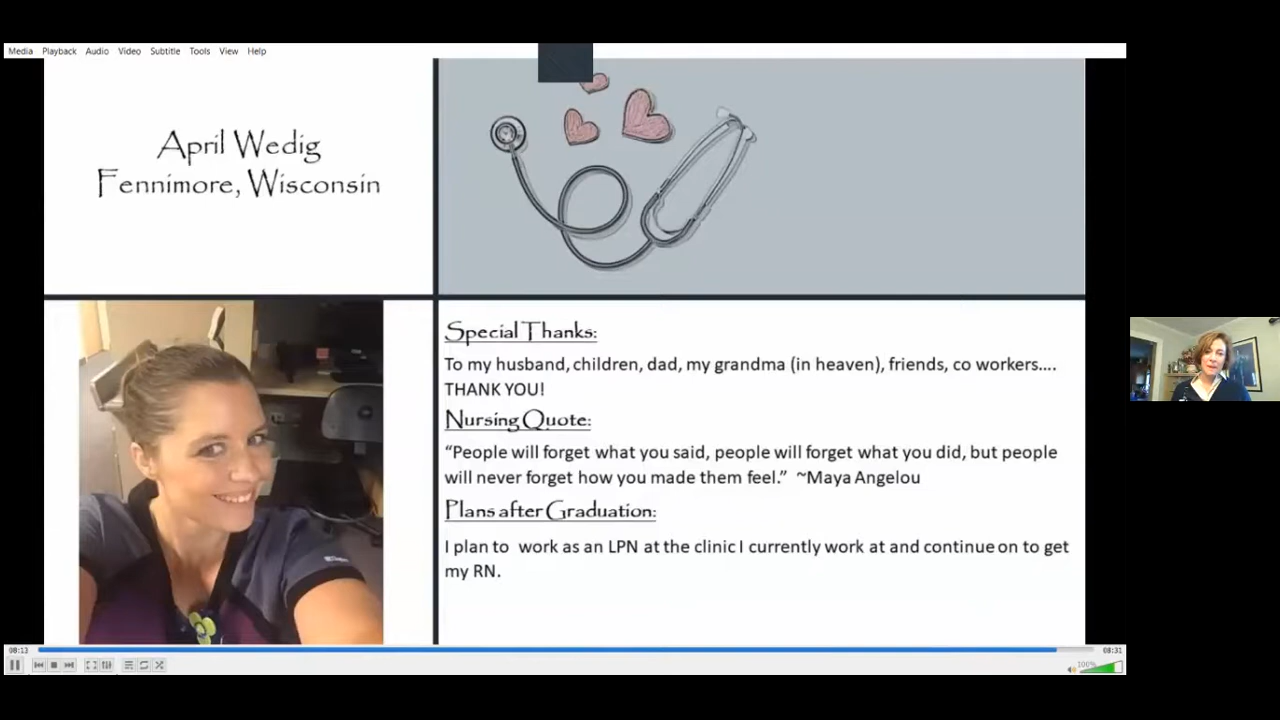 Media Playback Audio Video Subtitle Tools View Help
April Wedig
Fennimore, Wisconsin
Special Thanks:
To my husband, children, dad, my grandma (in heaven), friends, co workers....
THANK YOU!
Nursing Quote:
“People will forget what you said, people will forget what you did, but people
will never forget how you made them feel.” ~Maya Angelou
Plans after Graduation:
I plan to work as an LPN at the clinic I currently work at and continue on to get
my RN.
08:13
08:31
100%